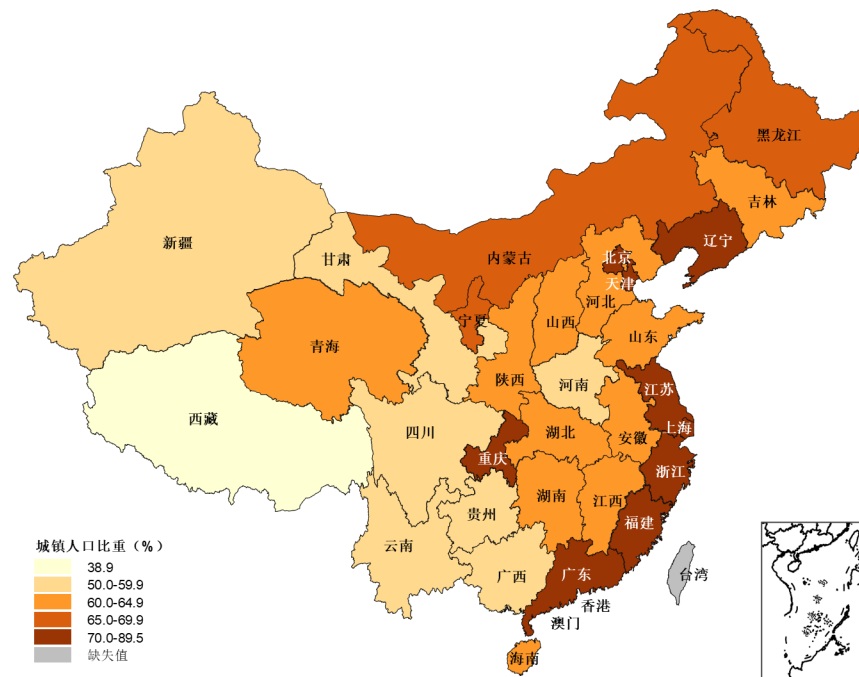 黑龙江
吉林
辽宁
新疆
甘肃
内蒙古
北京
天津
河北
宁夏
山西
山东
青海
陕西
河南
江苏
西藏
四川
湖北
安徽
上海
重庆
浙江
湖南
江西
贵州
福建
云南
广西
广东
台湾
香港
澳门
海南
城镇人口比重（%）
38.9
50.0-59.9
60.0-64.9
65.0-69.9
70.0-89.5
缺失值